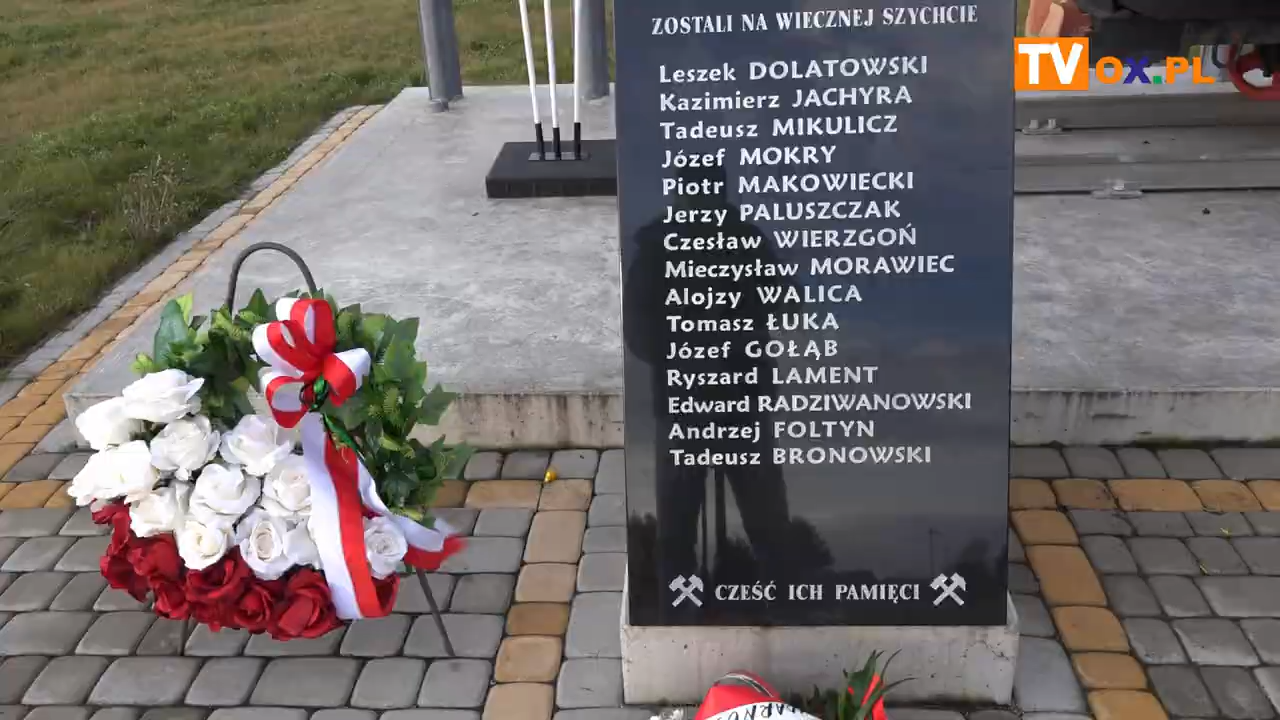 ZOSTALI NA WIECZNEJ SZYCHCIE
TVox.PL
Leszek DOLATOWSKI
Kazimierz JACHYRA
Tadeusz MIKULICZ
Józef MOKRY
Piotr MAKOWIECKI
Jerzy PALUSZCZAK
Czesław WIERZGOŃ
Mieczysław MORAWIEC
Alojzy WALICA
Tomasz ŁUKA
Józef GOŁĄB
Ryszard LAMENT
Edward RADZIWANOWSKI
Andrzej FOLTYN
Tadeusz BRONOWSKI
CZEŚĆ ICH PAMIĘCI